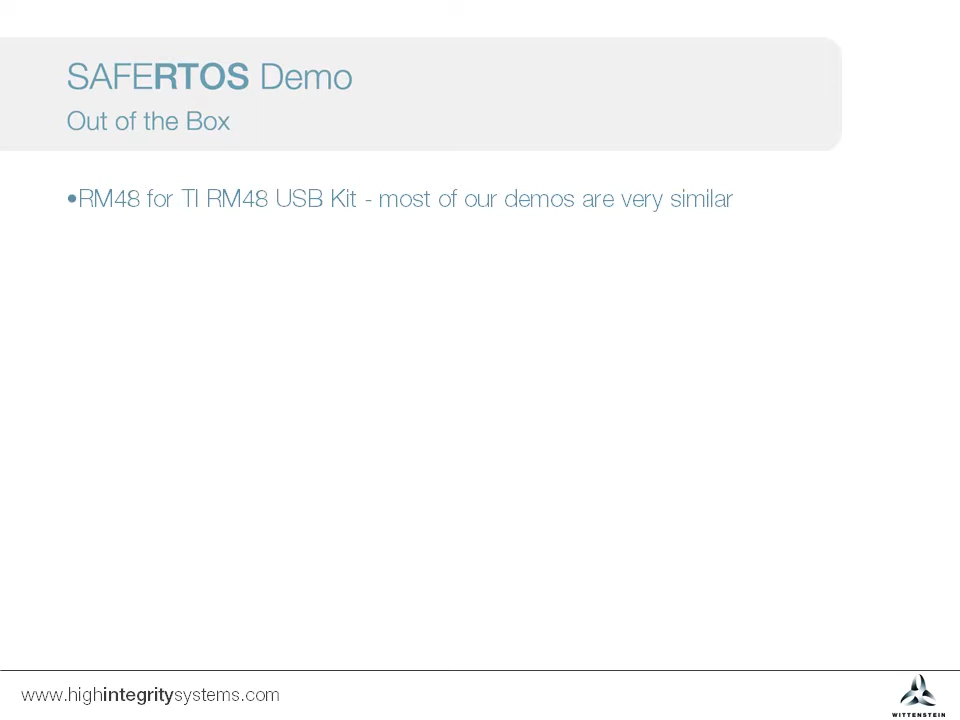 SAFERTOS Demo
Out of the Box
•RM48 for TI RM48 USB Kit - most of our demos are very similar
www.highintegritysystems.com
WITTENSTEIN